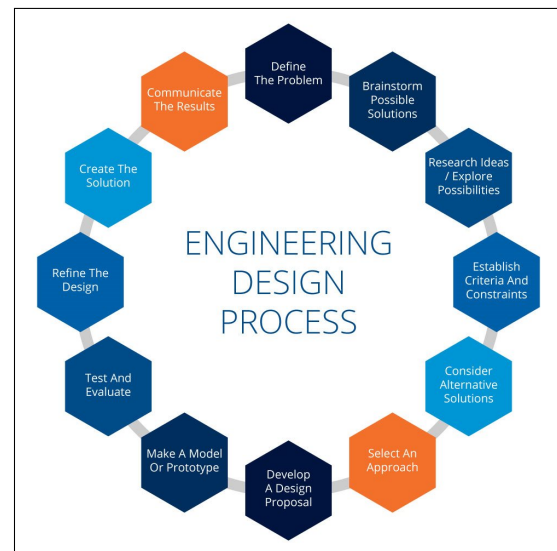 Define
The Problem
Brainstorm
Possible
Solutions
Research Ideas
/ Explore
Possibilities
Establish
Criteria And
Constraints
Consider
Alternative
Solutions
Select An
Approach
Develop
A Design
Proposal
Make A Model
Or Prototype
Test And
Evaluate
Refine The
Design
Create The
Solution
Communicate
The Results
ENGINEERING
DESIGN
PROCESS